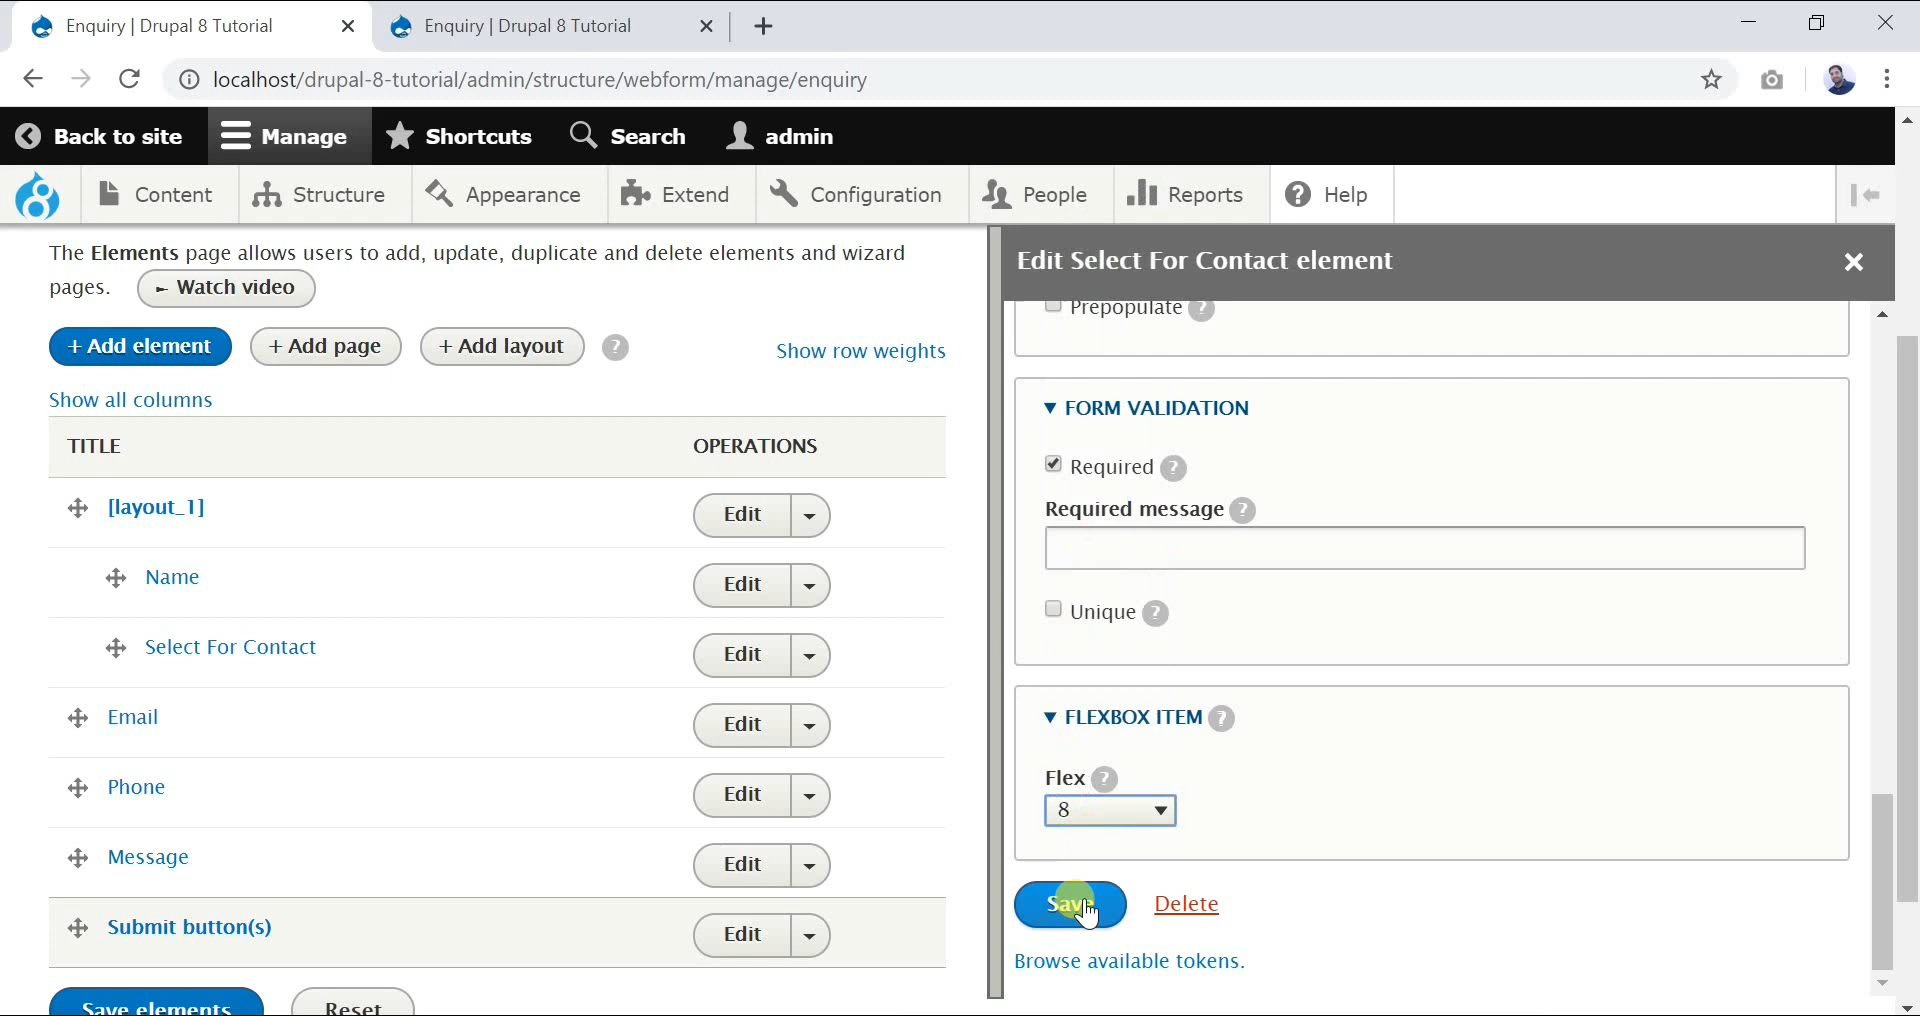 Enquiry | Drupal 8 Tutorial
Enquiry | Drupal 8 Tutorial
localhost/drupal-8-tutorial/admin/structure/webform/manage/enquiry
Back to site
Manage
Shortcuts
Search
admin
Content
Structure
Appearance
Extend
Configuration
People
Reports
Help
The Elements page allows users to add, update, duplicate and delete elements and wizard
pages.
Watch video
+ Add element
+ Add page
+ Add layout
?
Show row weights
Show all columns
TITLE
OPERATIONS
[layout_1]
Edit
Name
Edit
Select For Contact
Edit
Email
Edit
Phone
Edit
Message
Edit
Submit button(s)
Edit
Save elements
Reset
Edit Select For Contact element
Prepopulate ?
FORM VALIDATION
Required ?
Required message ?
Unique ?
FLEXBOX ITEM ?
Flex ?
8
Save
Delete
Browse available tokens.